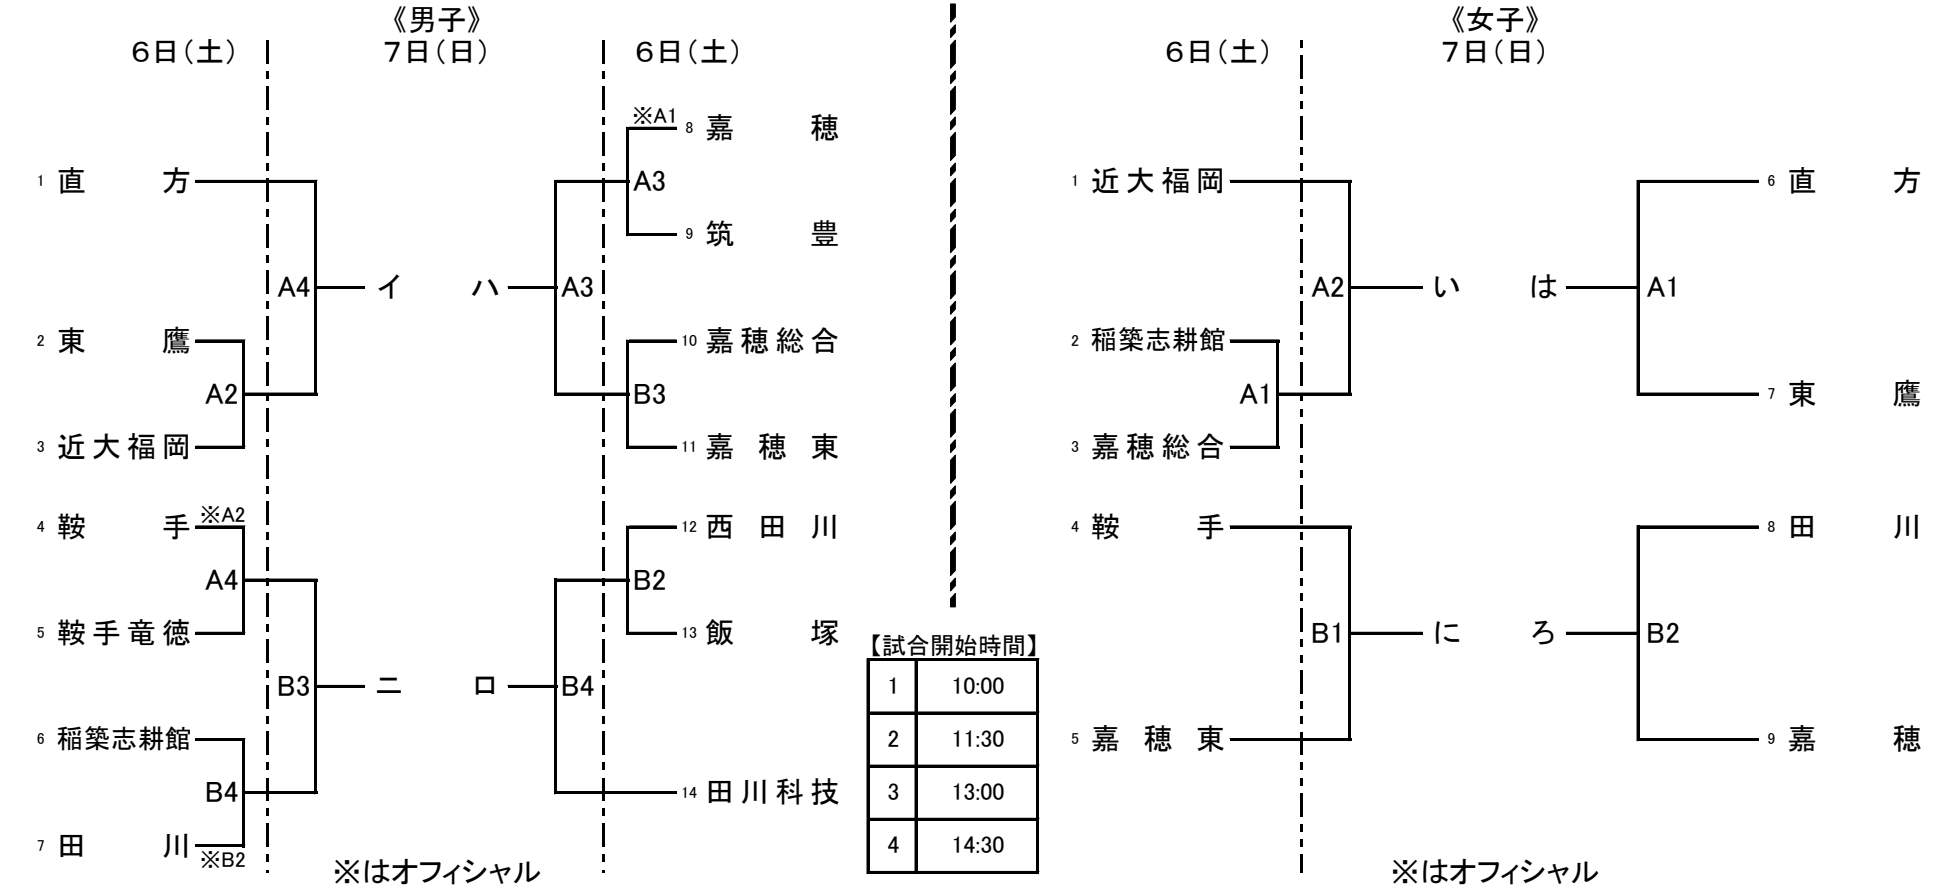 《男子》
6日(土)
7日(日)
6日(土)
1 直方
2 東鷹
3 近大福岡
4 鞍手
※A2
5 鞍手竜徳
6 稲築志耕館
7 田川
※B2
A2
A4
B4
A4
B3
イ
ニ
ハ
ロ
A3
B4
A3
B3
B2
※A1
8 嘉穂
9 筑豊
10 嘉穂総合
11 嘉穂東
12 西田川
13 飯塚
14 田川科技
※はオフィシャル
【試合開始時間】
1 10:00
2 11:30
3 13:00
4 14:30
《女子》
6日(土)
7日(日)
1 近大福岡
2 稲築志耕館
3 嘉穂総合
4 鞍手
5 嘉穂東
A1
A2
B1
い
に
は
ろ
A1
B2
6 直方
7 東鷹
8 田川
9 嘉穂
※はオフィシャル